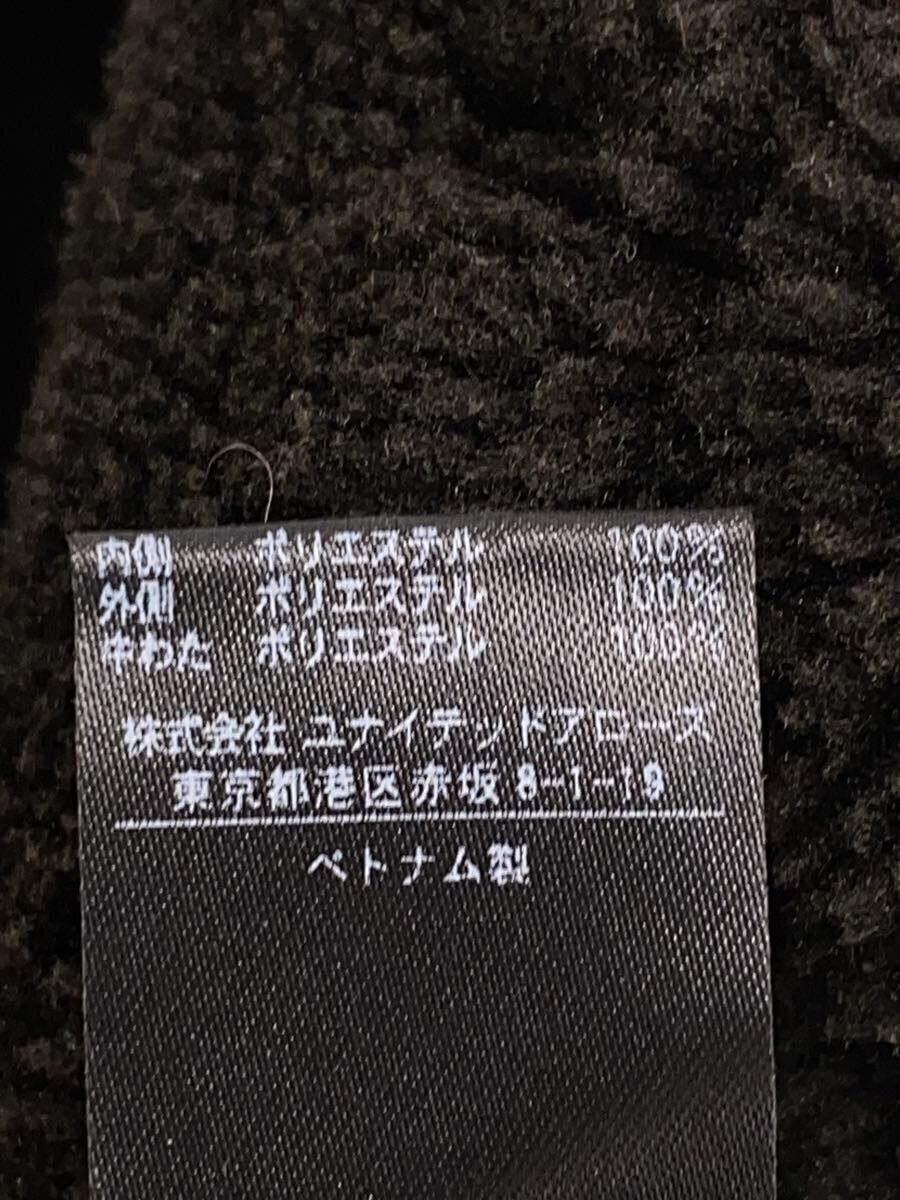 内側 ポリエステル 100%
外側 ポリエステル 100%
中わた ポリエステル 100%
株式会社 ユナイテッドアローズ
東京都港区赤坂 8-1-19
ベトナム製